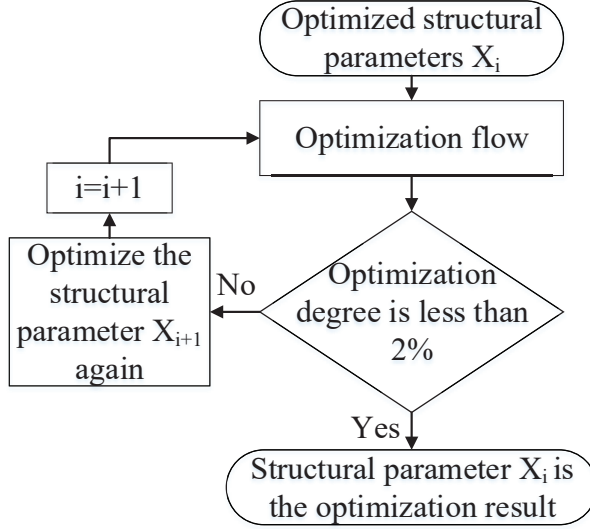 Optimized structural
parameters Xᵢ
Optimization flow
i=i+1
Optimize the
structural
parameter Xᵢ₊₁
again
No
Optimization
degree is less than
2%
Yes
Structural parameter Xᵢ is
the optimization result